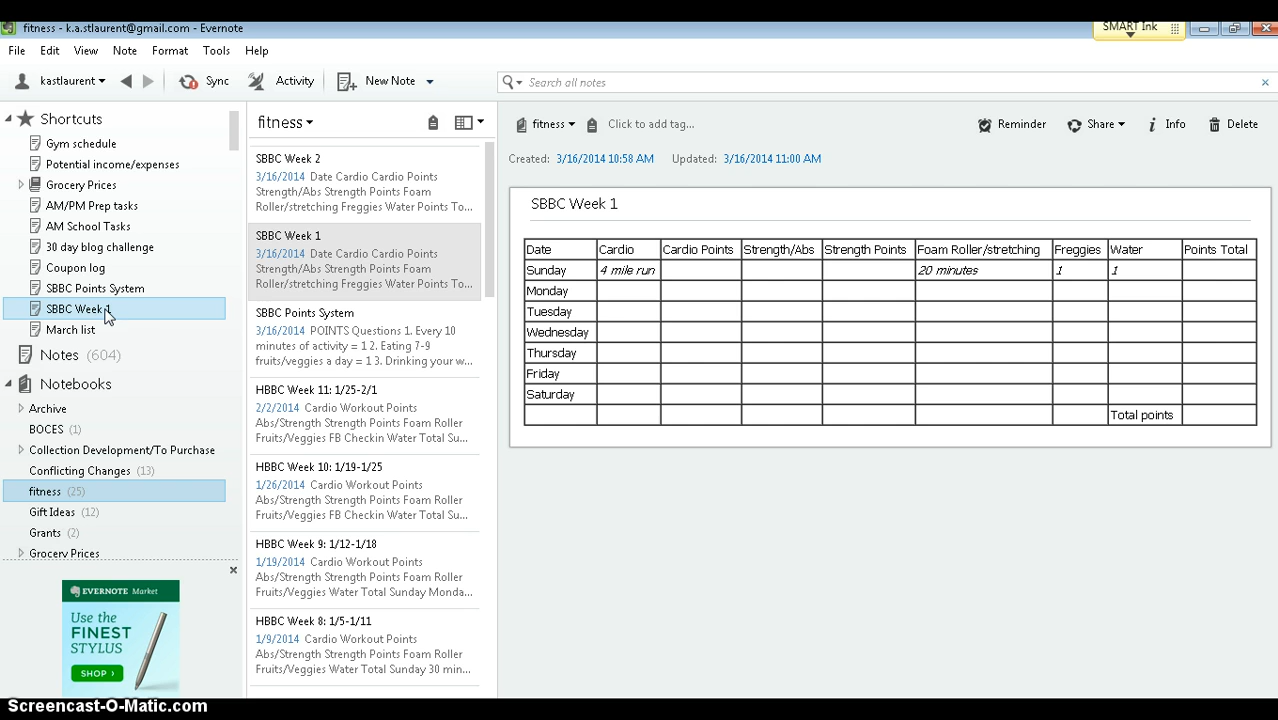 fitness - k.a.stlaurent@gmail.com - Evernote
SMART Ink
File Edit View Note Format Tools Help
kastlaurent Sync Activity New Note Search all notes
Shortcuts
Gym schedule
Potential income/expenses
Grocery Prices
AM/PM Prep tasks
AM School Tasks
30 day blog challenge
Coupon log
SBBC Points System
SBBC Week 1
March list
Notes (604)
Notebooks
Archive
BOCES (1)
Collection Development/To Purchase
Conflicting Changes (13)
fitness (25)
Gift Ideas (12)
Grants (2)
Grocery Prices
EVERNOTE Market
Use the
FINEST
STYLUS
SHOP ›
fitness
SBBC Week 2
3/16/2014 Date Cardio Cardio Points
Strength/Abs Strength Points Foam
Roller/stretching Freggies Water Points To...
SBBC Week 1
3/16/2014 Date Cardio Cardio Points
Strength/Abs Strength Points Foam
Roller/stretching Freggies Water Points To...
SBBC Points System
3/16/2014 POINTS Questions 1. Every 10
minutes of activity = 1 2. Eating 7-9
fruits/veggies a day = 1 3. Drinking your w...
HBBC Week 11: 1/25-2/1
2/2/2014 Cardio Workout Points
Abs/Strength Strength Points Foam Roller
Fruits/Veggies FB Checkin Water Total Su...
HBBC Week 10: 1/19-1/25
1/26/2014 Cardio Workout Points
Abs/Strength Strength Points Foam Roller
Fruits/Veggies FB Checkin Water Total Su...
HBBC Week 9: 1/12-1/18
1/19/2014 Cardio Workout Points
Abs/Strength Strength Points Foam Roller
Fruits/Veggies Water Total Sunday Monda...
HBBC Week 8: 1/5-1/11
1/9/2014 Cardio Workout Points
Abs/Strength Strength Points Foam Roller
Fruits/Veggies Water Total Sunday 30 min...
fitness Click to add tag... Reminder Share Info Delete
Created: 3/16/2014 10:58 AM Updated: 3/16/2014 11:00 AM
SBBC Week 1
Date Cardio Cardio Points Strength/Abs Strength Points Foam Roller/stretching Freggies Water Points Total
Sunday 4 mile run 20 minutes 1 1
Monday
Tuesday
Wednesday
Thursday
Friday
Saturday
Total points
Screencast-O-Matic.com